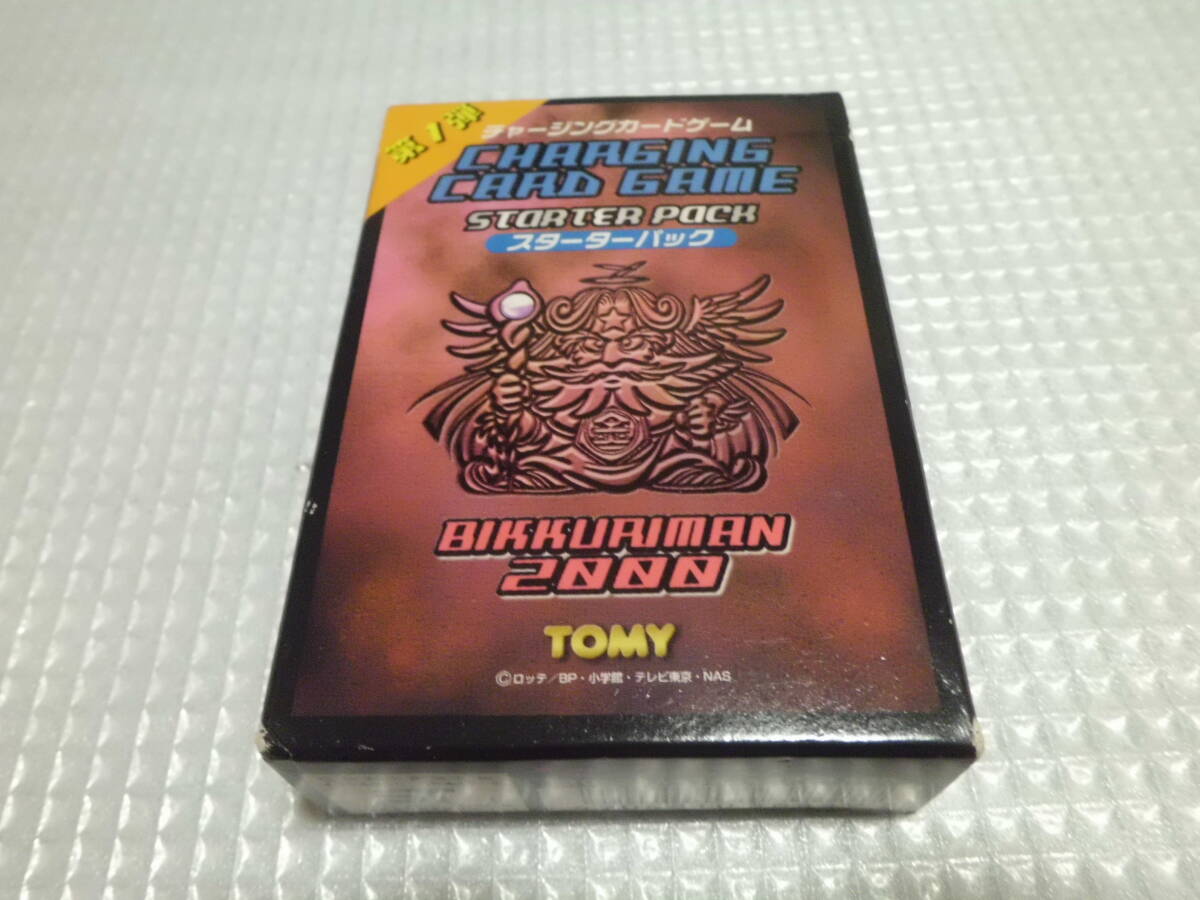 第1弾
チャージングカードゲーム
CHARGING
CARD GAME
STARTER PACK
スターターパック
BIKKURIMAN
2000
TOMY
©ロッテ/BP・小学館・テレビ東京・NAS